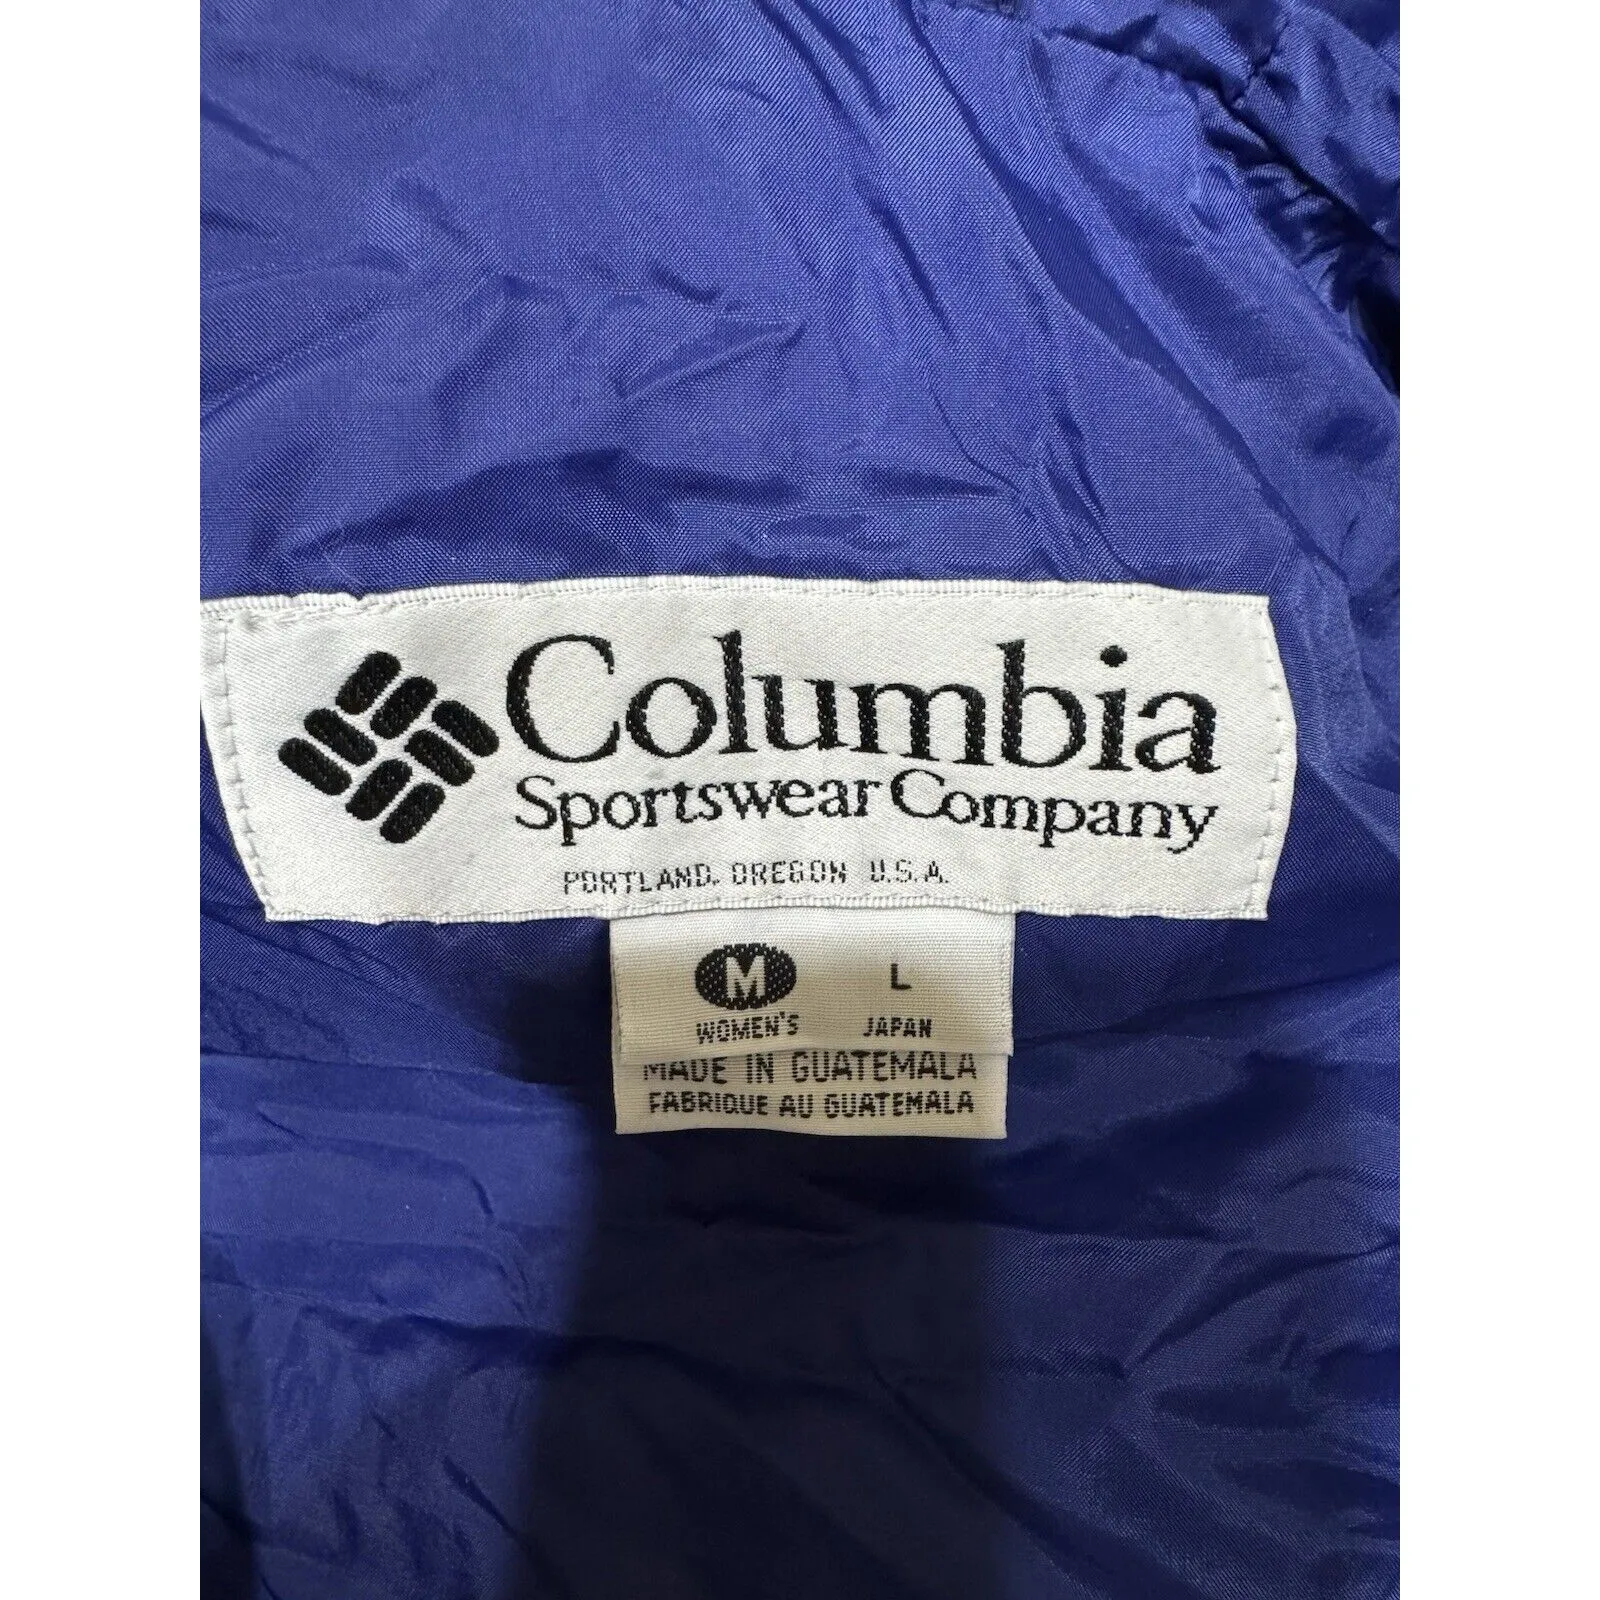 Columbia
Sportswear Company
PORTLAND, OREGON U.S.A.
M L
WOMEN'S JAPAN
MADE IN GUATEMALA
FABRIQUE AU GUATEMALA